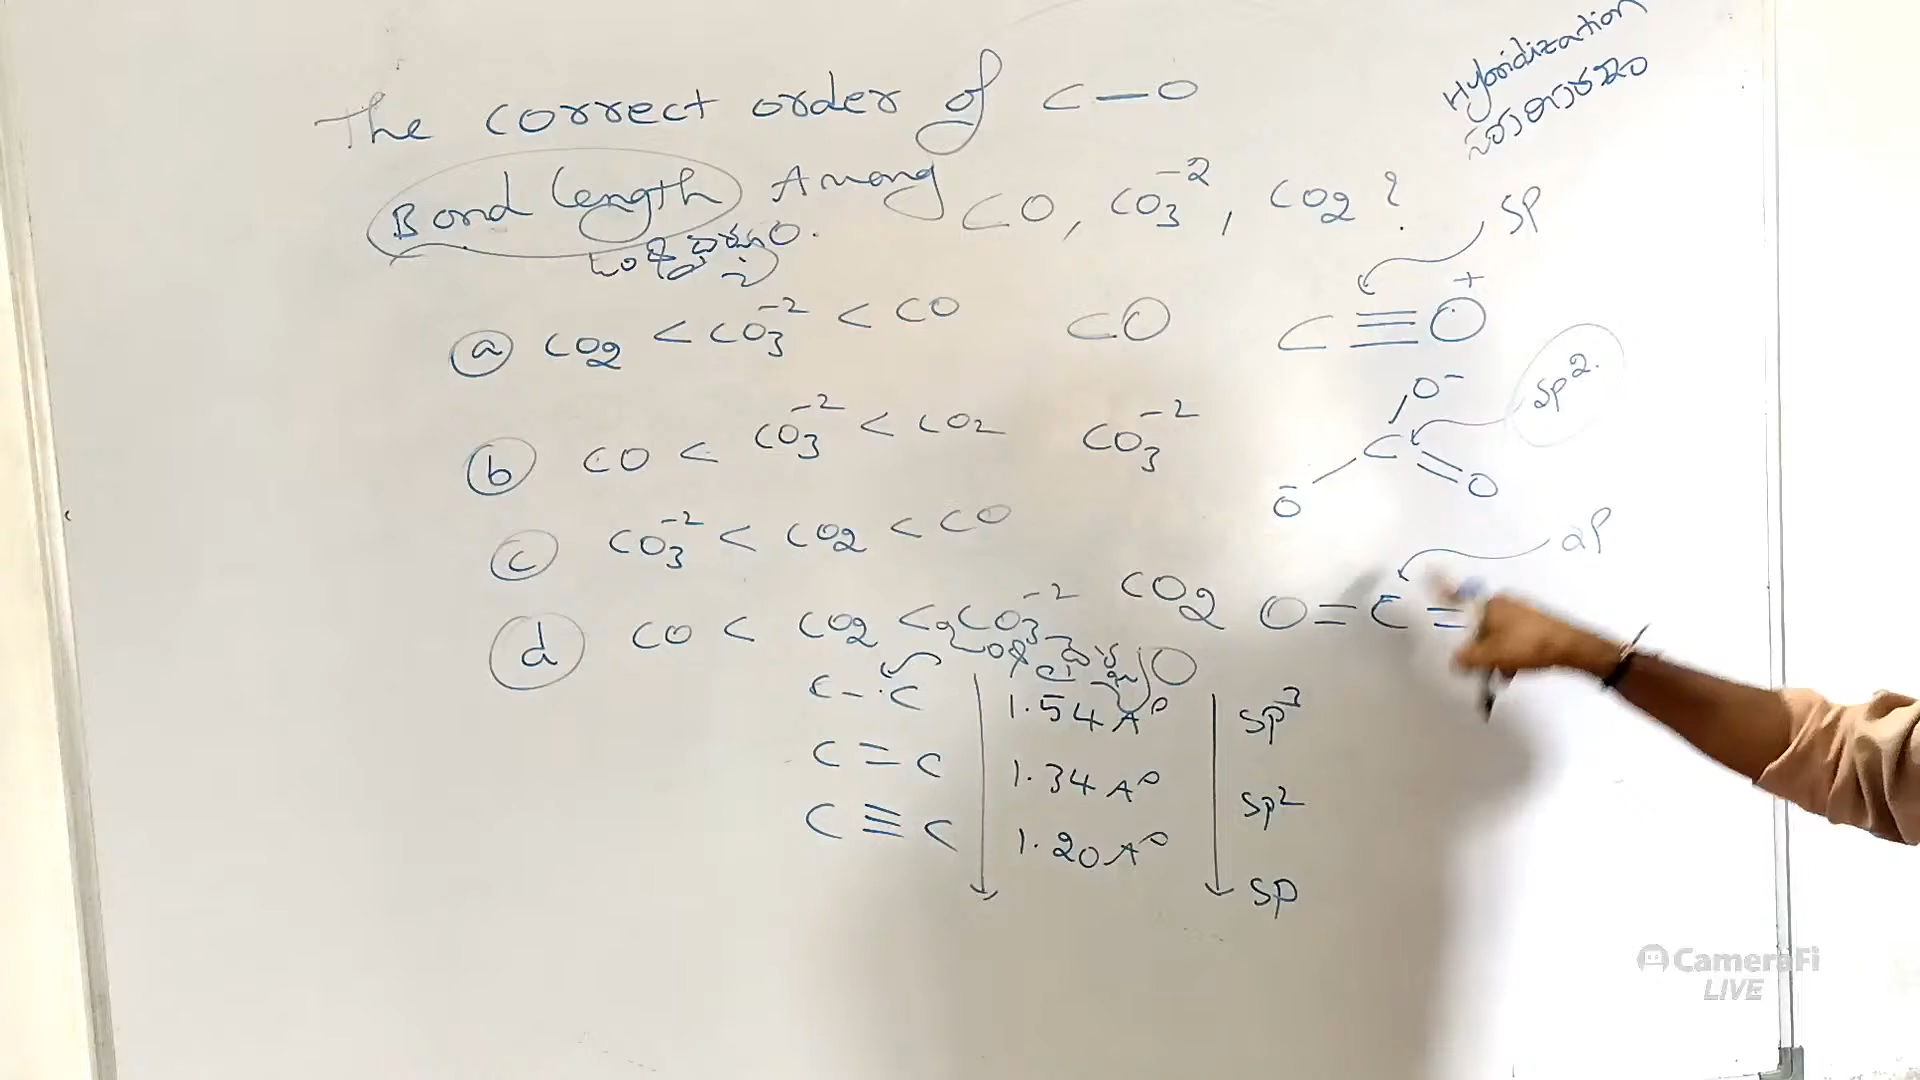 The correct order of C—O
Bond length Among CO, CO₃⁻², CO₂ ?
Hybridization
SP
ⓐ CO₂ < CO₃⁻² < CO
CO C≡O⁺
ⓑ CO < CO₃⁻² < CO₂
CO₃⁻² O⁻ C = O O⁻
Sp².
ⓒ CO₃⁻² < CO₂ < CO
ⓓ CO < CO₂ < CO₃⁻²
CO₂ O=C=
C-C 1.54 A° SP³
C=C 1.34 A° SP²
C≡C 1.20 A° SP
CameraFi
LIVE